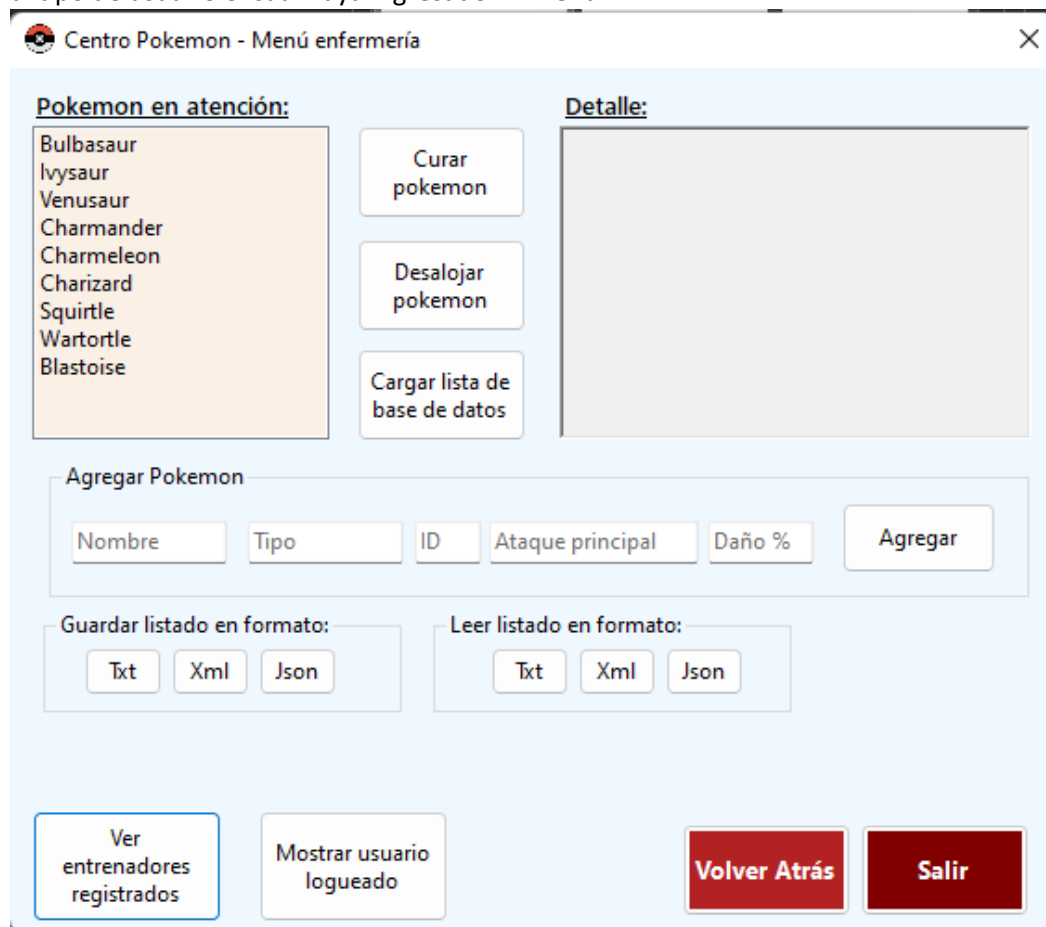 Centro Pokemon - Menú enfermería
Pokemon en atención:
Bulbasaur
Ivysaur
Venusaur
Charmander
Charmeleon
Charizard
Squirtle
Wartortle
Blastoise
Curar
pokemon
Desalojar
pokemon
Cargar lista de
base de datos
Detalle:
Agregar Pokemon
Nombre
Tipo
ID
Ataque principal
Daño %
Agregar
Guardar listado en formato:
Txt
Xml
Json
Leer listado en formato:
Txt
Xml
Json
Ver
entrenadores
registrados
Mostrar usuario
logueado
Volver Atrás
Salir